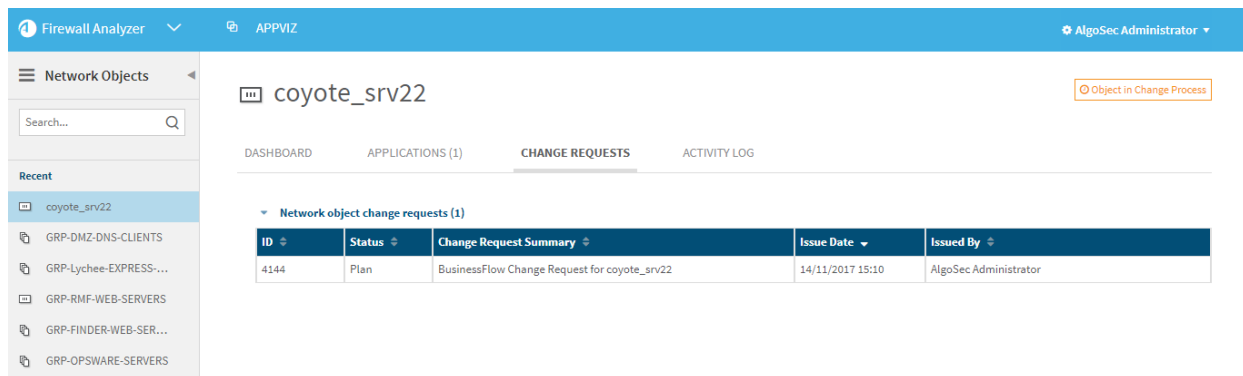 Firewall Analyzer
APPVIZ
AlgoSec Administrator
Network Objects
Search...
Recent
coyote_srv22
GRP-DMZ-DNS-CLIENTS
GRP-Lychee-EXPRESS-...
GRP-RMF-WEB-SERVERS
GRP-FINDER-WEB-SER...
GRP-OPSWARE-SERVERS
coyote_srv22
Object in Change Process
DASHBOARD APPLICATIONS (1) CHANGE REQUESTS ACTIVITY LOG
Network object change requests (1)
ID Status Change Request Summary Issue Date Issued By
4144 Plan BusinessFlow Change Request for coyote_srv22 14/11/2017 15:10 AlgoSec Administrator